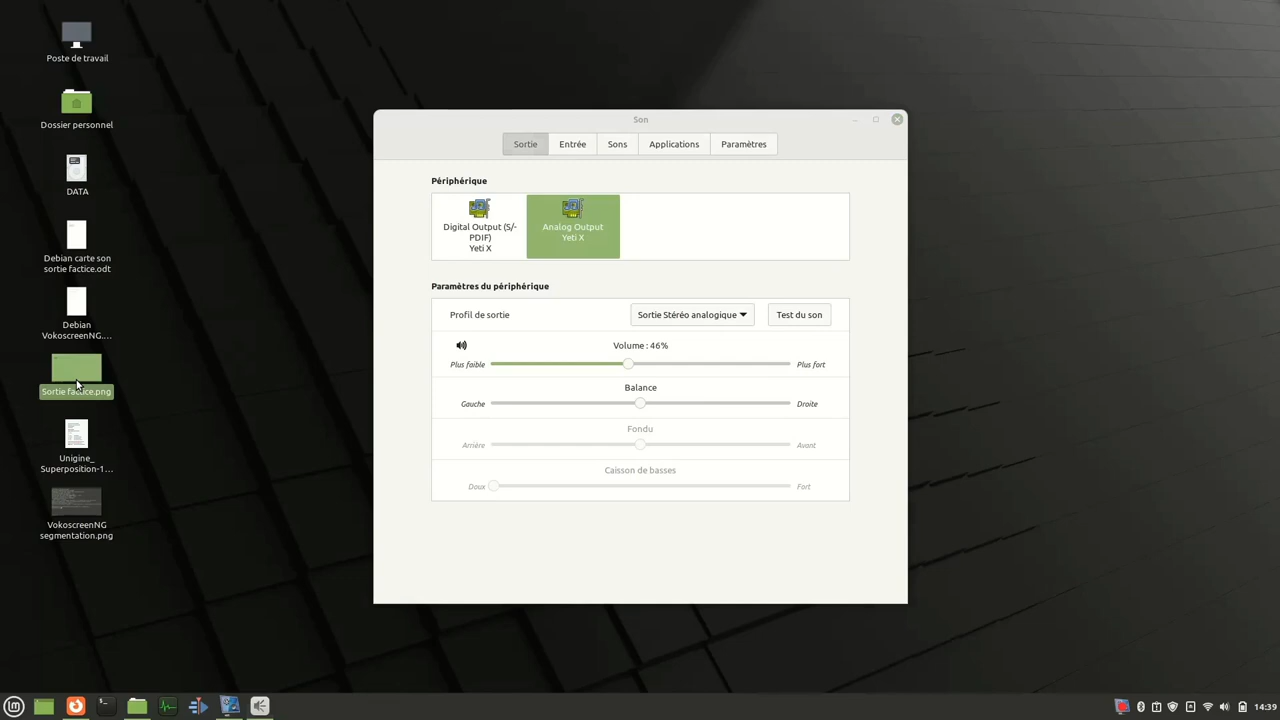 Poste de travail
Dossier personnel
DATA
Debian carte son
sortie factice.odt
Debian
VokoscreenNG....
Sortie factice.png
Unigine_
Superposition-1...
VokoscreenNG
segmentation.png
Son
Sortie
Entrée
Sons
Applications
Paramètres
Périphérique
Digital Output (S/-
PDIF)
Yeti X
Analog Output
Yeti X
Paramètres du périphérique
Profil de sortie
Sortie Stéréo analogique
Test du son
Volume : 46%
Plus faible
Plus fort
Balance
Gauche
Droite
Fondu
Arrière
Avant
Caisson de basses
Doux
Fort
14:39